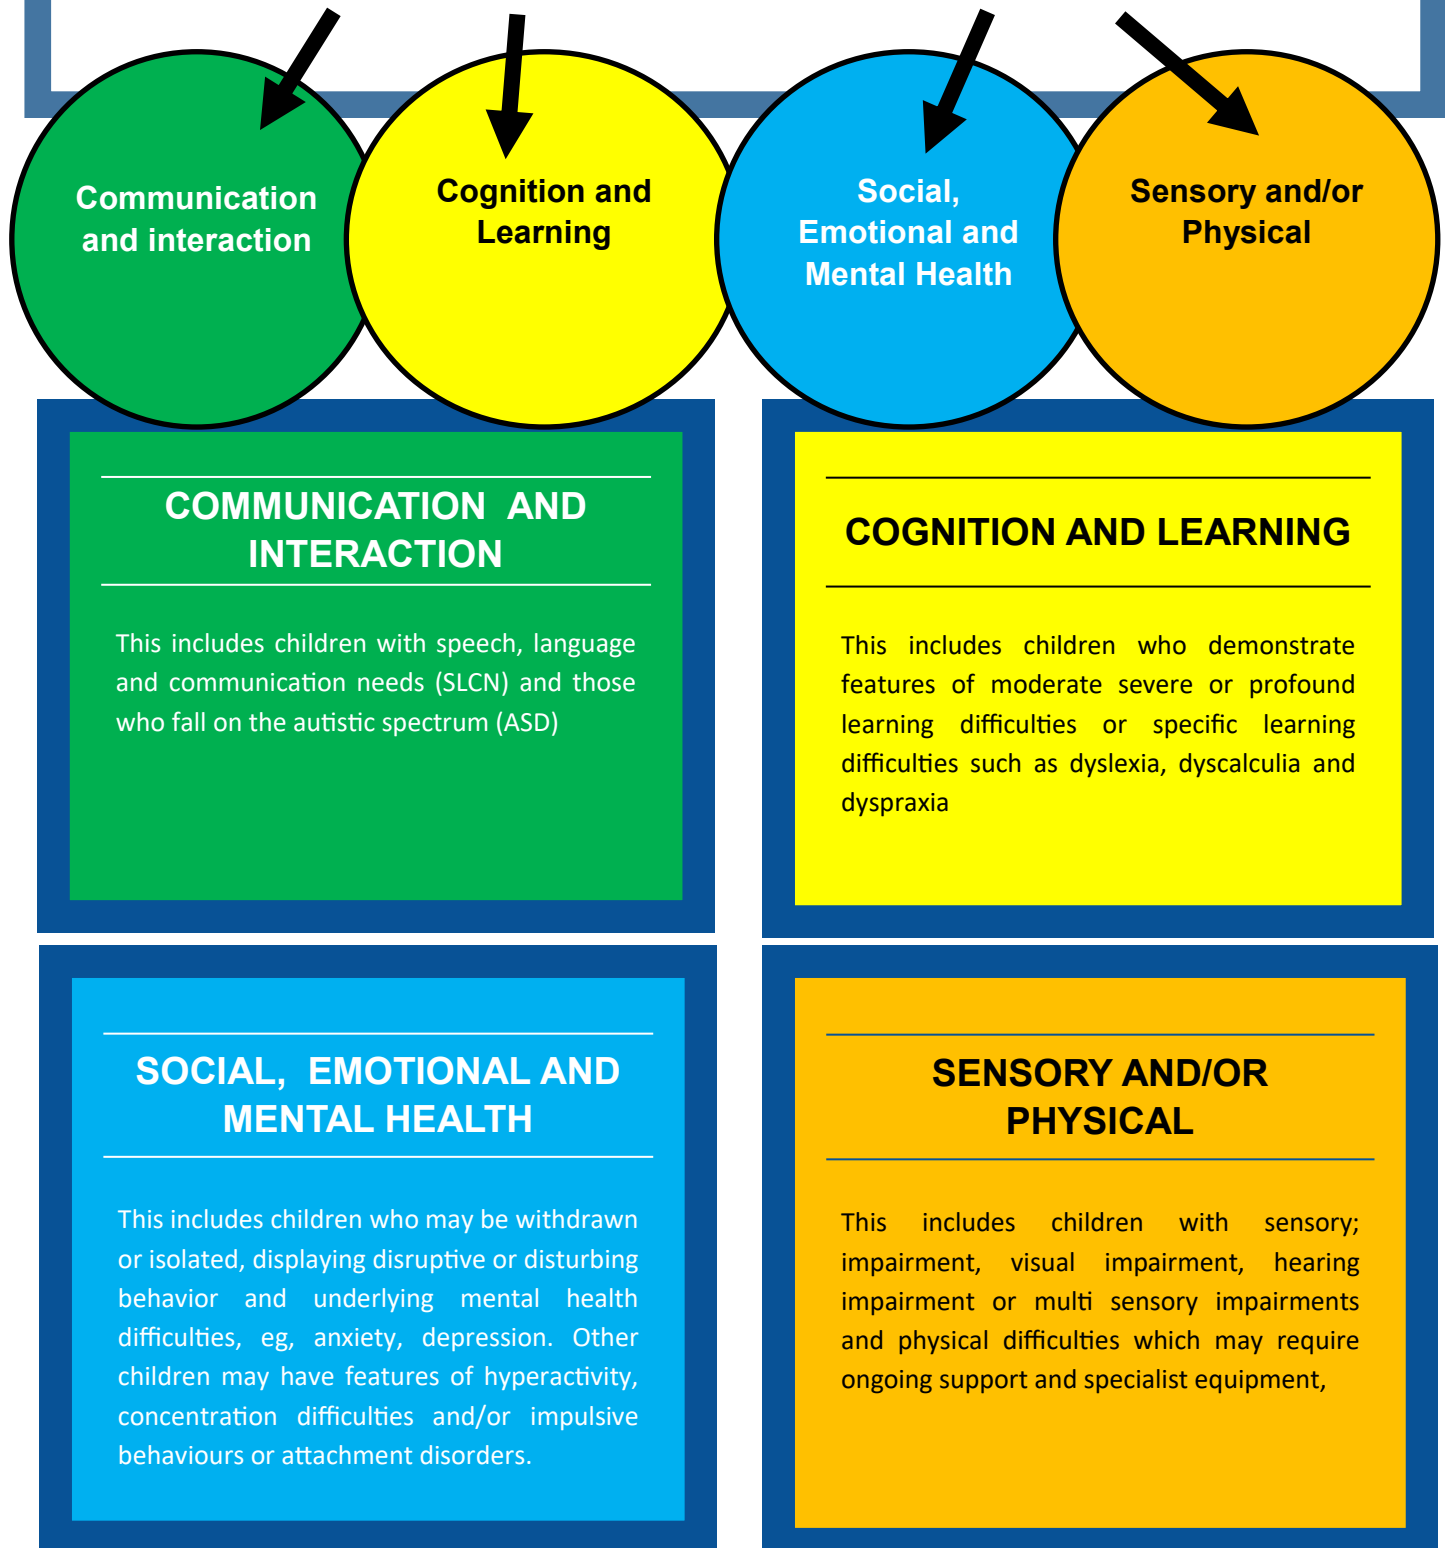 Communication
and interaction
Cognition and
Learning
Social,
Emotional and
Mental Health
Sensory and/or
Physical
COMMUNICATION AND
INTERACTION
This includes children with speech, language
and communication needs (SLCN) and those
who fall on the autistic spectrum (ASD)
COGNITION AND LEARNING
This includes children who demonstrate
features of moderate severe or profound
learning difficulties or specific learning
difficulties such as dyslexia, dyscalculia and
dyspraxia
SOCIAL, EMOTIONAL AND
MENTAL HEALTH
This includes children who may be withdrawn
or isolated, displaying disruptive or disturbing
behavior and underlying mental health
difficulties, eg, anxiety, depression. Other
children may have features of hyperactivity,
concentration difficulties and/or impulsive
behaviours or attachment disorders.
SENSORY AND/OR
PHYSICAL
This includes children with sensory;
impairment, visual impairment, hearing
impairment or multi sensory impairments
and physical difficulties which may require
ongoing support and specialist equipment,